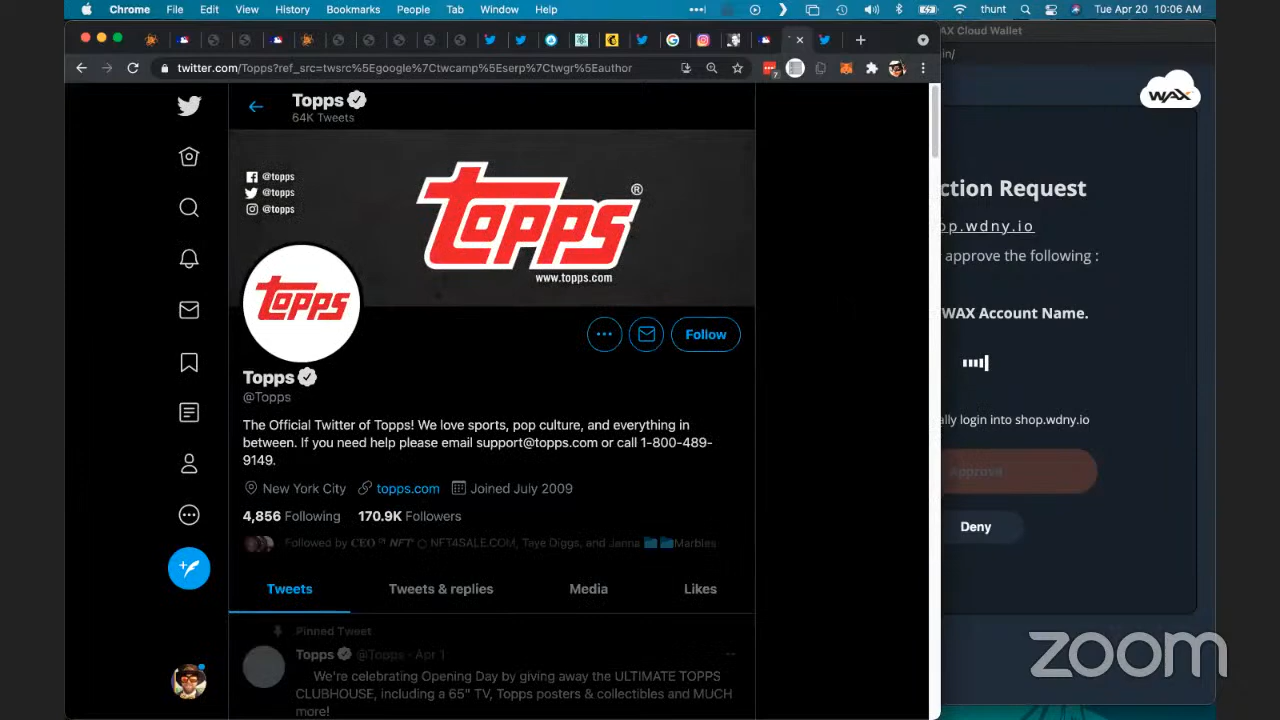 Chrome File Edit View History Bookmarks People Tab Window Help thunt Tue Apr 20 10:06 AM
AX Cloud Wallet
twitter.com/Topps?ref_src=twsrc%5Egoogle%7Ctwcamp%5Eserp%7Ctwgr%5Eauthor
7
in/
Topps
64K Tweets
@topps
@topps
@topps
topps
®
www.topps.com
topps
Follow
Topps
@Topps
The Official Twitter of Topps! We love sports, pop culture, and everything in
between. If you need help please email support@topps.com or call 1-800-489-
9149.
New York City topps.com Joined July 2009
4,856 Following 170.9K Followers
Followed by CEO NFT NFT4SALE.COM, Taye Diggs, and Janna Marbles
Tweets Tweets & replies Media Likes
Pinned Tweet
Topps @Topps · Apr 1
We're celebrating Opening Day by giving away the ULTIMATE TOPPS
CLUBHOUSE, including a 65" TV, Topps posters & collectibles and MUCH
more!
WAX
ction Request
op.wdny.io
approve the following :
WAX Account Name.
ally login into shop.wdny.io
Approve
Deny
zoom